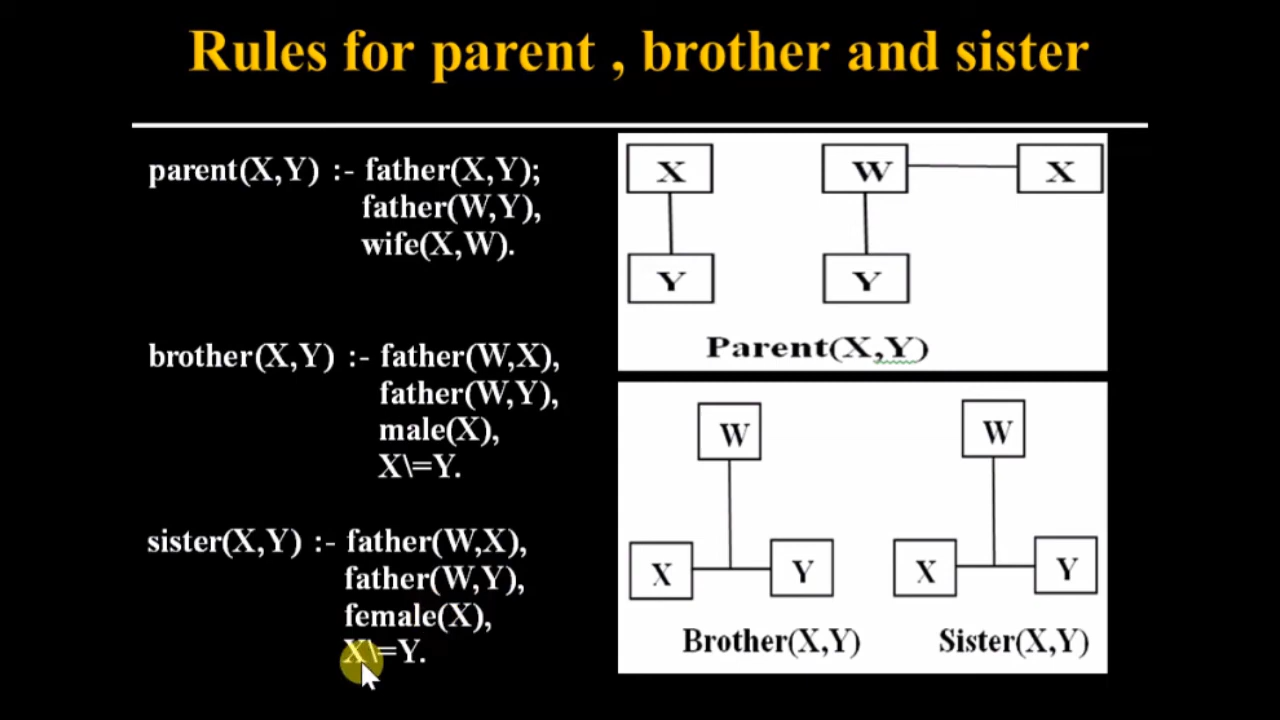 Rules for parent , brother and sister
parent(X,Y) :- father(X,Y);
father(W,Y),
wife(X,W).
brother(X,Y) :- father(W,X),
father(W,Y),
male(X),
X\=Y.
sister(X,Y) :- father(W,X),
father(W,Y),
female(X),
X\=Y.
X W X
Y Y
Parent(X,Y)
W W
X Y X Y
Brother(X,Y) Sister(X,Y)